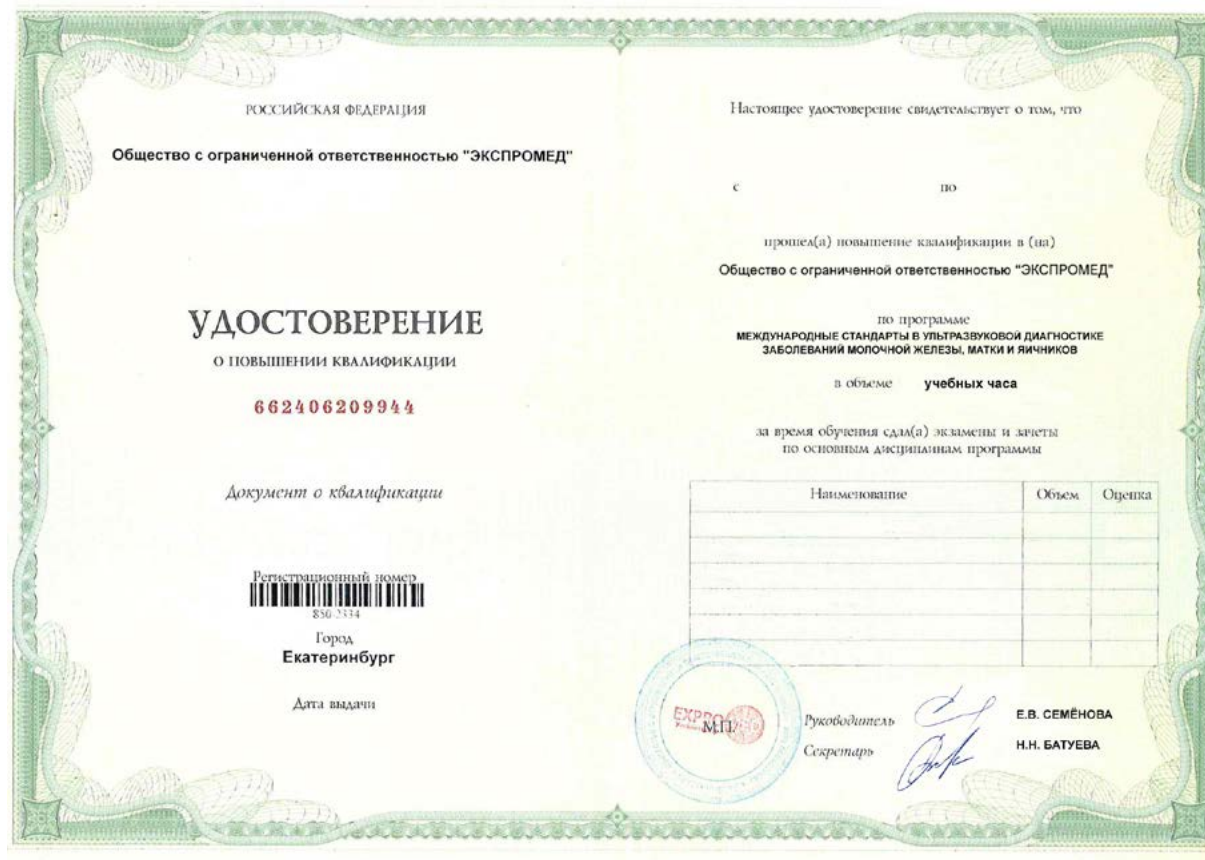 РОССИЙСКАЯ ФЕДЕРАЦИЯ
Общество с ограниченной ответственностью "ЭКСПРОМЕД"
УДОСТОВЕРЕНИЕ
О ПОВЫШЕНИИ КВАЛИФИКАЦИИ
662406209944
Документ о квалификации
Регистрационный номер
850-2334
Город
Екатеринбург
Дата выдачи
Настоящее удостоверение свидетельствует о том, что
с по
прошел(а) повышение квалификации в (на)
Общество с ограниченной ответственностью "ЭКСПРОМЕД"
по программе
МЕЖДУНАРОДНЫЕ СТАНДАРТЫ В УЛЬТРАЗВУКОВОЙ ДИАГНОСТИКЕ
ЗАБОЛЕВАНИЙ МОЛОЧНОЙ ЖЕЛЕЗЫ, МАТКИ И ЯИЧНИКОВ
в объеме учебных часа
за время обучения сдал(а) экзамены и зачеты
по основным дисциплинам программы
Наименование Объем Оценка
М.П.
Руководитель Е.В. СЕМЁНОВА
Секретарь Н.Н. БАТУЕВА